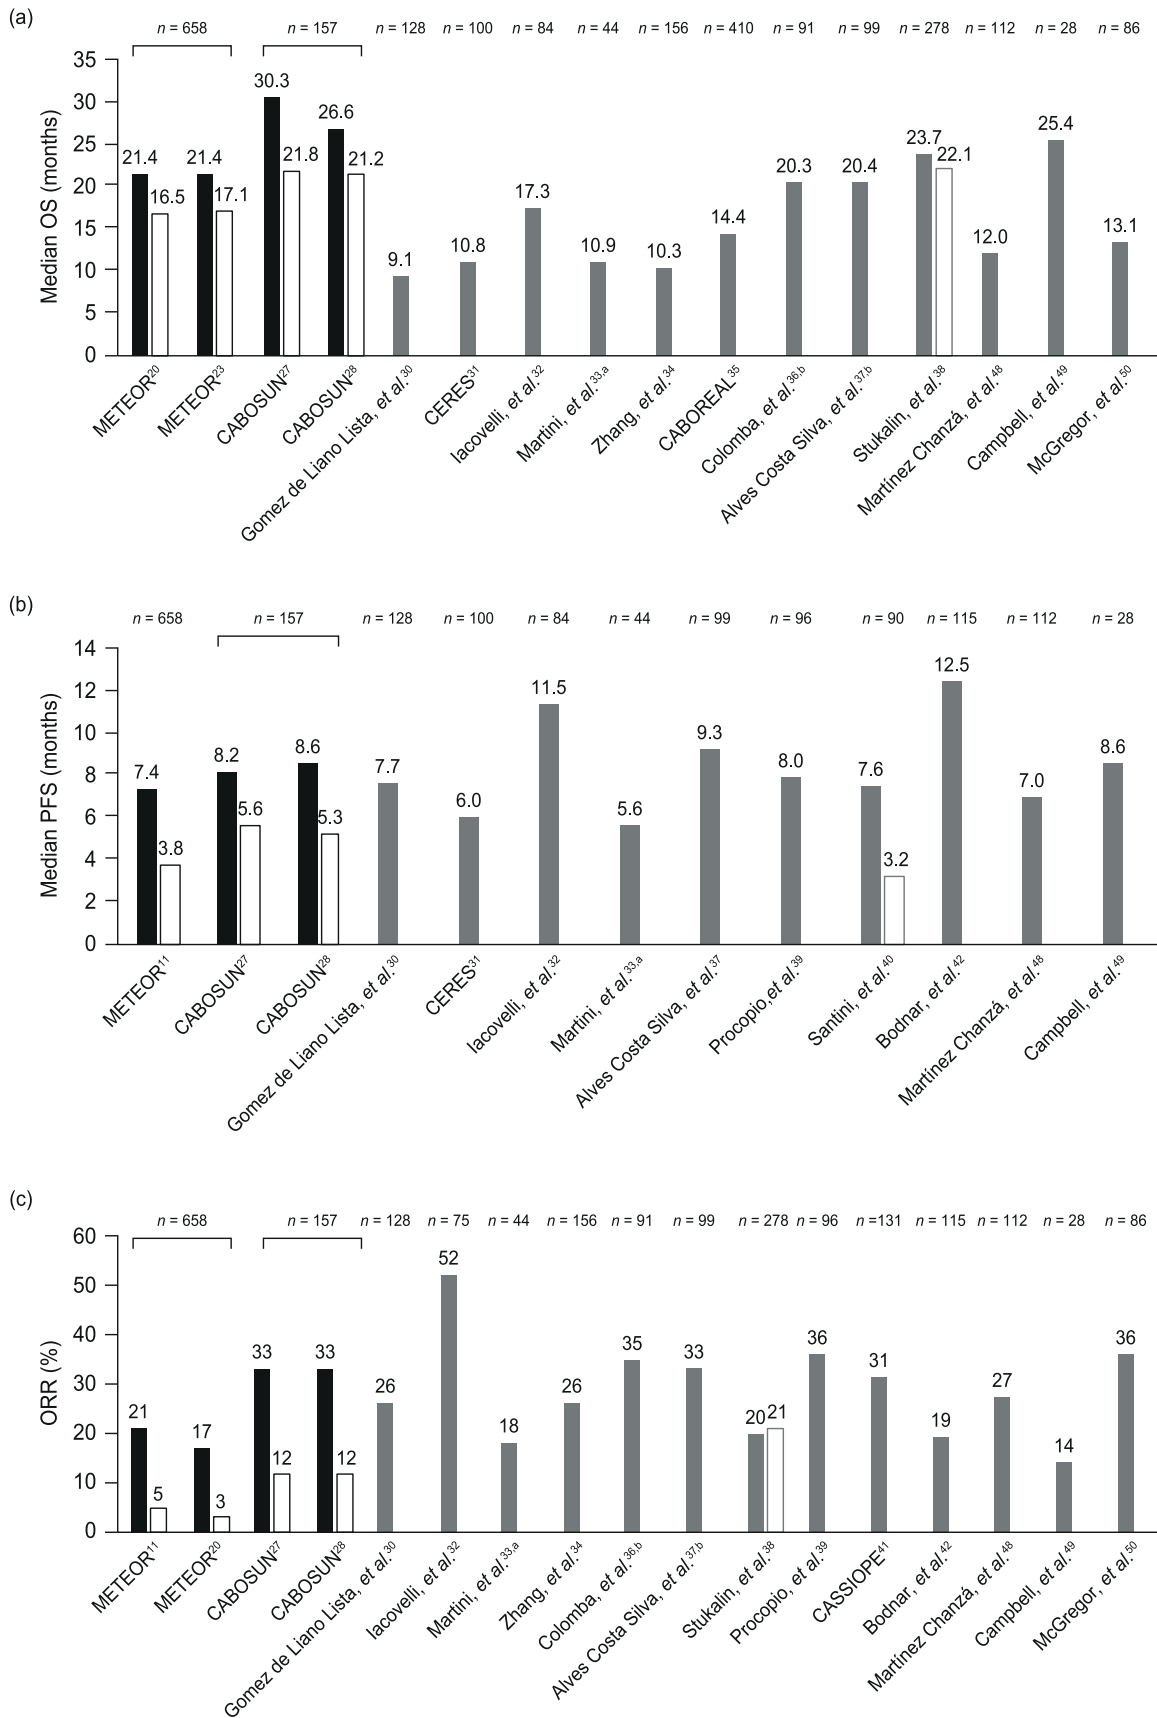 (a)
n = 658 n = 157 n = 128 n = 100 n = 84 n = 44 n = 156 n = 410 n = 91 n = 99 n = 278 n = 112 n = 28 n = 86
Median OS (months)
35
30
25
20
15
10
5
0
21.4 16.5 21.4 17.1 30.3 21.8 26.6 21.2 9.1 10.8 17.3 10.9 10.3 14.4 20.3 20.4 23.7 22.1 12.0 25.4 13.1
METEOR20
METEOR23
CABOSUN27
CABOSUN28
Gomez de Liano Lista, et al.30
CERES31
Iacovelli, et al.32
Martini, et al.33,a
Zhang, et al.34
CABOREAL35
Colomba, et al.36,b
Alves Costa Silva, et al.37,b
Stukalin, et al.38
Martínez Chanzá, et al.48
Campbell, et al.49
McGregor, et al.50
(b)
n = 658 n = 157 n = 128 n = 100 n = 84 n = 44 n = 99 n = 96 n = 90 n = 115 n = 112 n = 28
Median PFS (months)
14
12
10
8
6
4
2
0
7.4 3.8 8.2 5.6 8.6 5.3 7.7 6.0 11.5 5.6 9.3 8.0 7.6 3.2 12.5 7.0 8.6
METEOR11
CABOSUN27
CABOSUN28
Gomez de Liano Lista, et al.30
CERES31
Iacovelli, et al.32
Martini, et al.33,a
Alves Costa Silva, et al.37
Procopio,et al.39
Santini, et al.40
Bodnar, et al.42
Martínez Chanzá, et al.48
Campbell, et al.49
(c)
n = 658 n = 157 n = 128 n = 75 n = 44 n = 156 n = 91 n = 99 n = 278 n = 96 n =131 n = 115 n = 112 n = 28 n = 86
ORR (%)
60
50
40
30
20
10
0
21 5 17 3 33 12 33 12 26 52 18 26 35 33 20 21 36 31 19 27 14 36
METEOR11
METEOR20
CABOSUN27
CABOSUN28
Gomez de Liano Lista, et al.30
Iacovelli, et al.32
Martini, et al.33,a
Zhang, et al.34
Colomba, et al.36,b
Alves Costa Silva, et al.37,b
Stukalin, et al.38
Procopio, et al.39
CASSIOPE41
Bodnar, et al.42
Martínez Chanzá, et al.48
Campbell, et al.49
McGregor, et al.50